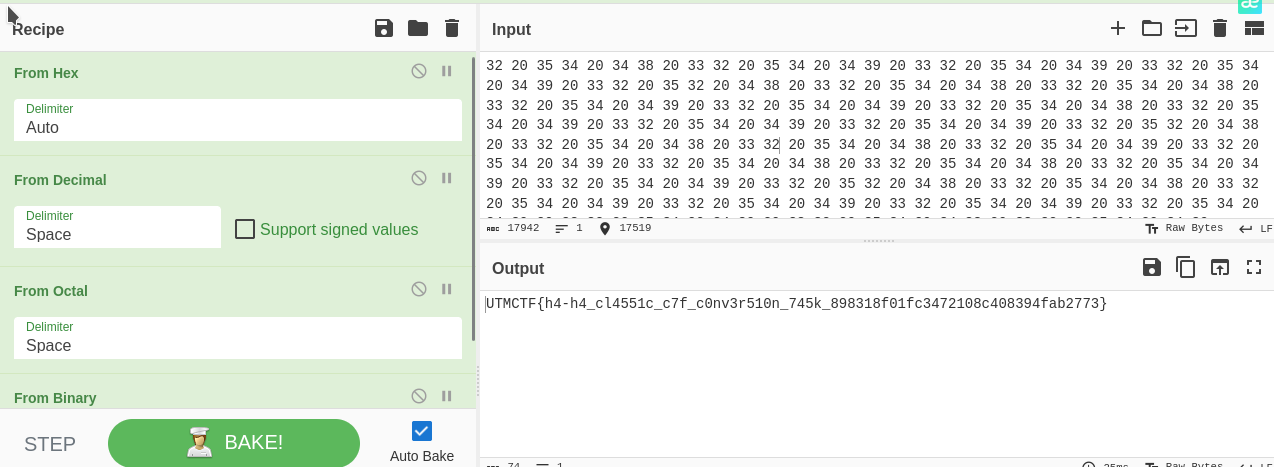 æ
Recipe
From Hex
Delimiter
Auto
From Decimal
Delimiter
Space
Support signed values
From Octal
Delimiter
Space
From Binary
STEP
BAKE!
Auto Bake
Input
32 20 35 34 20 34 38 20 33 32 20 35 34 20 34 39 20 33 32 20 35 34 20 34 39 20 33 32 20 35 34
20 34 39 20 33 32 20 35 32 20 34 38 20 33 32 20 35 34 20 34 38 20 33 32 20 35 34 20 34 38 20
33 32 20 35 34 20 34 39 20 33 32 20 35 34 20 34 39 20 33 32 20 35 34 20 34 38 20 33 32 20 35
34 20 34 39 20 33 32 20 35 34 20 34 39 20 33 32 20 35 34 20 34 39 20 33 32 20 35 32 20 34 38
20 33 32 20 35 34 20 34 38 20 33 32 20 35 34 20 34 38 20 33 32 20 35 34 20 34 39 20 33 32 20
35 34 20 34 39 20 33 32 20 35 34 20 34 38 20 33 32 20 35 34 20 34 38 20 33 32 20 35 34 20 34
39 20 33 32 20 35 34 20 34 39 20 33 32 20 35 32 20 34 38 20 33 32 20 35 34 20 34 38 20 33 32
20 35 34 20 34 39 20 33 32 20 35 34 20 34 39 20 33 32 20 35 34 20 34 39 20 33 32 20 35 34 20
ABC 17942 1 17519 Raw Bytes LF
Output
UTMCTF{h4-h4_cl4551c_c7f_c0nv3r510n_745k_898318f01fc3472108c408394fab2773}
74 1 25ms Raw Bytes LF